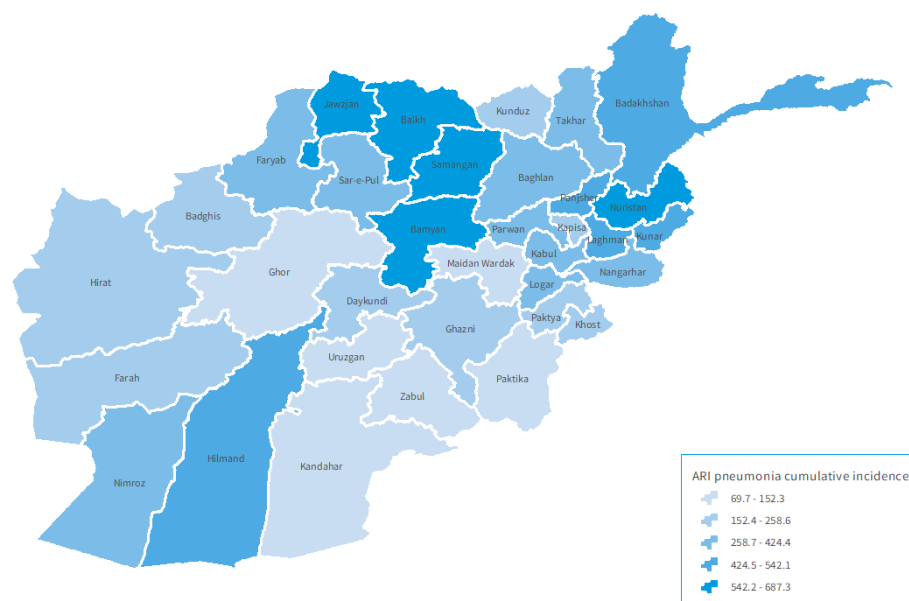 Jawzjan
Balkh
Kunduz
Takhar
Badakhshan
Faryab
Samangan
Sar-e-Pul
Baghlan
Panjsher
Nuristan
Badghis
Bamyan
Parwan
Kapisa
Laghman
Kunar
Kabul
Maidan Wardak
Ghor
Nangarhar
Hirat
Logar
Daykundi
Paktya
Khost
Ghazni
Uruzgan
Farah
Paktika
Zabul
Hilmand
Kandahar
Nimroz
ARI pneumonia cumulative incidence
69.7 - 152.3
152.4 - 258.6
258.7 - 424.4
424.5 - 542.1
542.2 - 687.3